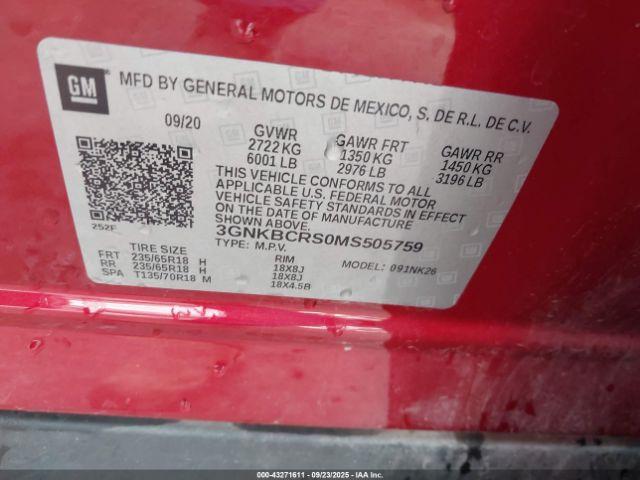 GM
MFD BY GENERAL MOTORS DE MEXICO, S. DE R.L. DE C.V.
09/20 GVWR GAWR FRT GAWR RR
2722 KG 1350 KG 1450 KG
6001 LB 2976 LB 3196 LB
THIS VEHICLE CONFORMS TO ALL
APPLICABLE U.S. FEDERAL MOTOR
VEHICLE SAFETY STANDARDS IN EFFECT
ON THE DATE OF MANUFACTURE
SHOWN ABOVE.
252F 3GNKBCRS0MS505759
TYPE: M.P.V. MODEL: 091NK26
TIRE SIZE RIM
FRT 235/65R18 H 18X8J
RR 235/65R18 H 18X8J
SPA T135/70R18 M 18X4.5B
000-43271611 - 09/23/2025 - IAA Inc.